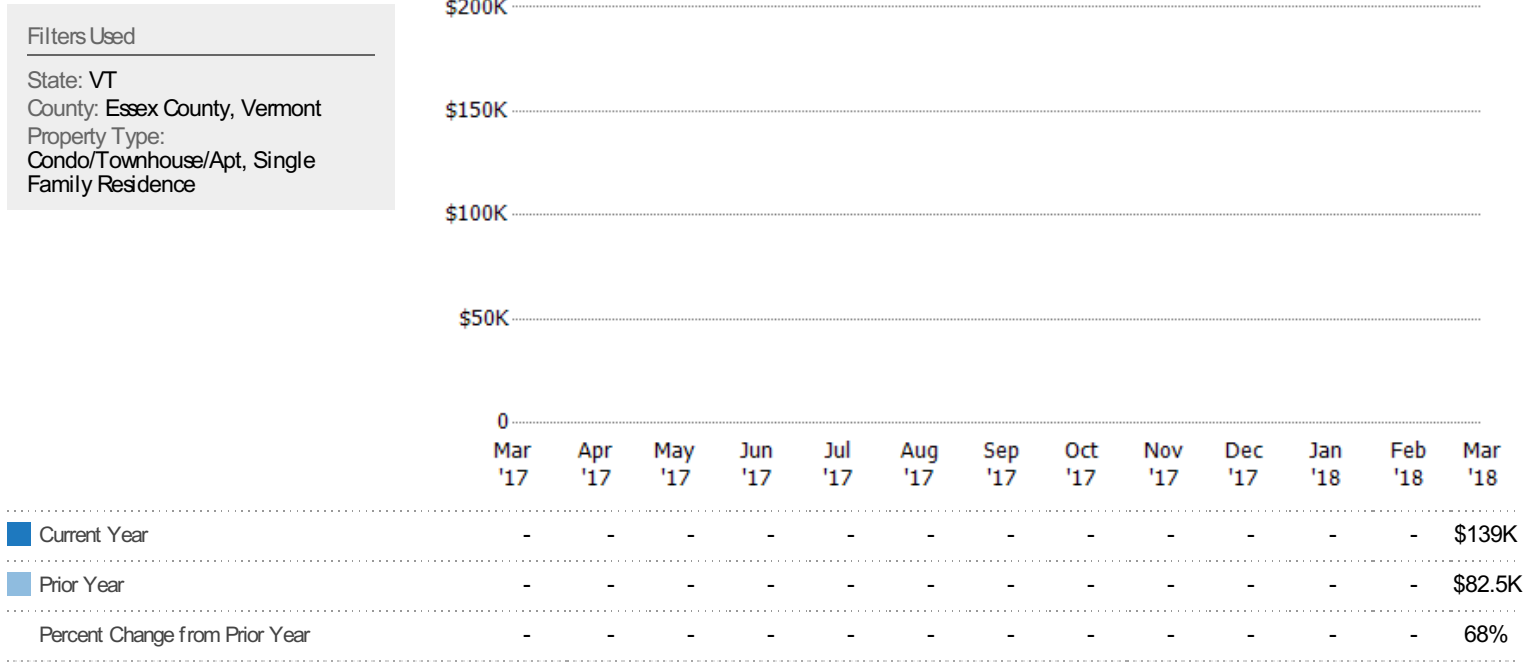 Filters Used
State: VT
County: Essex County, Vermont
Property Type:
Condo/Townhouse/Apt, Single
Family Residence
$200K
$150K
$100K
$50K
0
Mar Apr May Jun Jul Aug Sep Oct Nov Dec Jan Feb Mar
'17 '17 '17 '17 '17 '17 '17 '17 '17 '17 '18 '18 '18
Current Year - - - - - - - - - - - - $139K
Prior Year - - - - - - - - - - - - $82.5K
Percent Change from Prior Year - - - - - - - - - - - - 68%